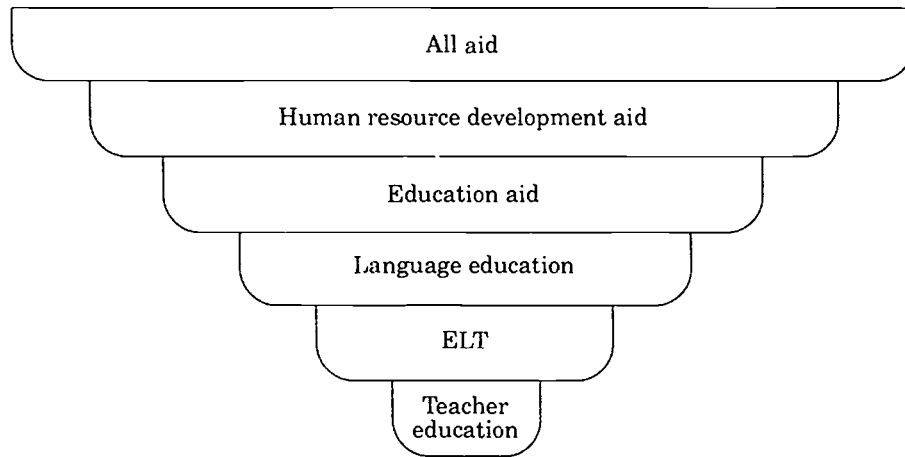 All aid
Human resource development aid
Education aid
Language education
ELT
Teacher
education